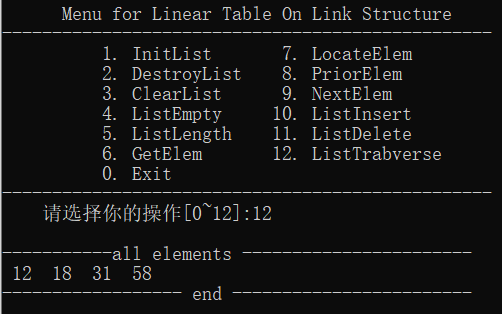 Menu for Linear Table On Link Structure
-------------------------------------------------
1. InitList 7. LocateElem
2. DestroyList 8. PriorElem
3. ClearList 9. NextElem
4. ListEmpty 10. ListInsert
5. ListLength 11. ListDelete
6. GetElem 12. ListTrabverse
0. Exit
-------------------------------------------------
请选择你的操作[0~12]:12
-----------all elements -----------------------
12 18 31 58
------------------ end ------------------------